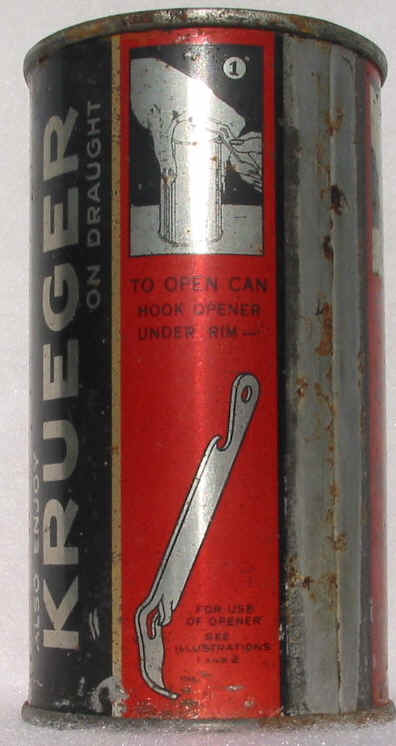 ALSO ENJOY
KRUEGER
ON DRAUGHT
1
TO OPEN CAN
HOOK OPENER
UNDER RIM—
FOR USE
OF OPENER
SEE
ILLUSTRATIONS
1 AND 2